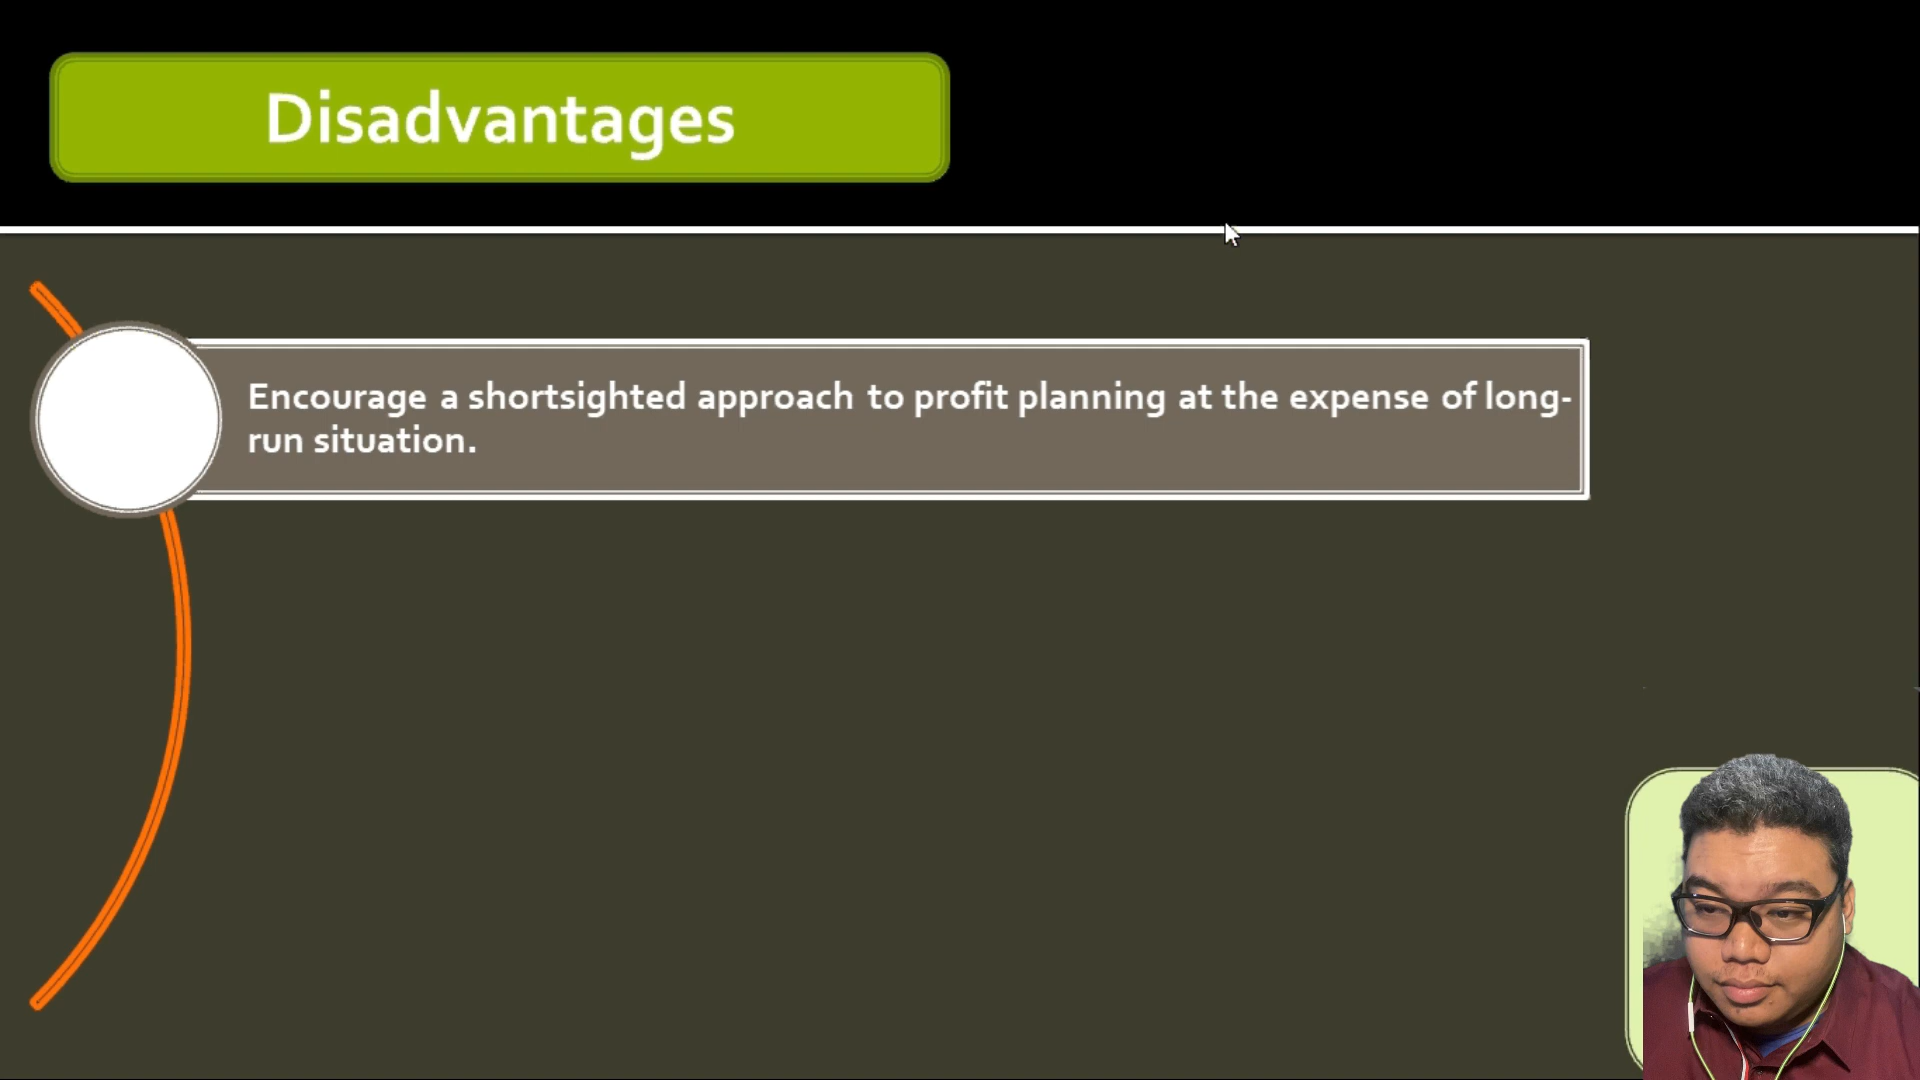 Disadvantages
Encourage a shortsighted approach to profit planning at the expense of long-
run situation.